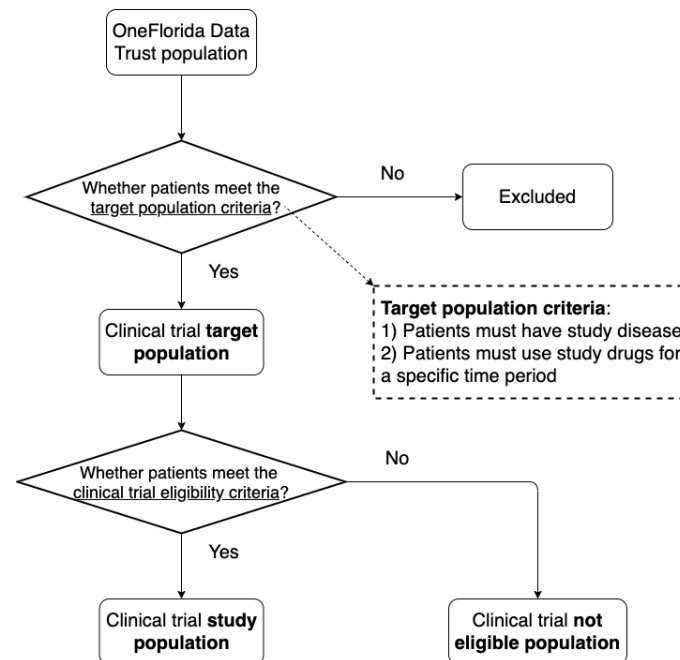 OneFlorida Data
Trust population
Whether patients meet the
target population criteria?
No
Excluded
Yes
Target population criteria:
1) Patients must have study disease
2) Patients must use study drugs for
a specific time period
Clinical trial target
population
Whether patients meet the
clinical trial eligibility criteria?
No
Yes
Clinical trial study
population
Clinical trial not
eligible population